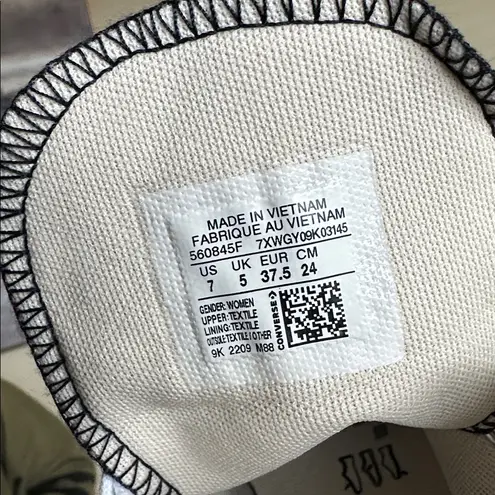 MADE IN VIETNAM
FABRIQUE AU VIETNAM
560845F 7XWGY09K03145
US UK EUR CM
7 5 37.5 24
GENDER: WOMEN
UPPER: TEXTILE
LINING: TEXTILE
OUTSOLE: TEXTILE | OTHER
9K 2209 M88
CONVERSE